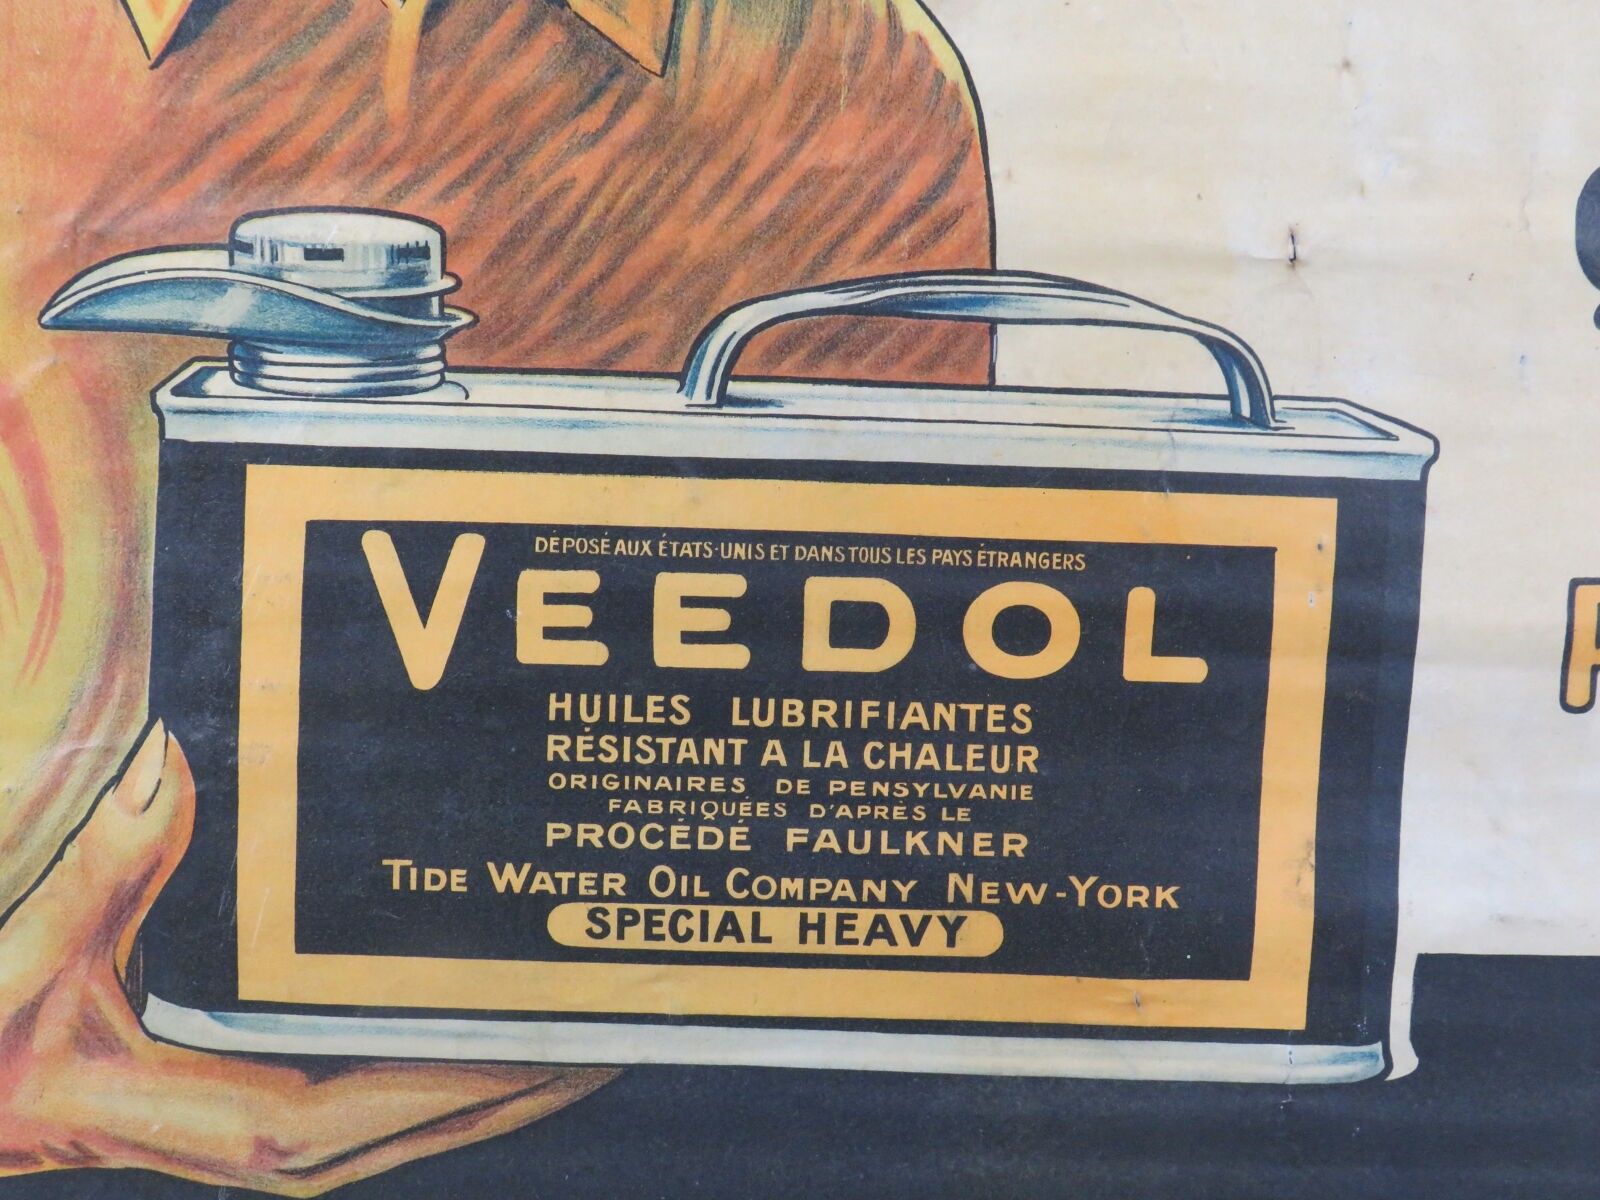 DEPOSÉ AUX ÉTATS-UNIS ET DANS TOUS LES PAYS ÉTRANGERS
VEEDOL
HUILES LUBRIFIANTES
RÉSISTANT A LA CHALEUR
ORIGINAIRES DE PENSYLVANIE
FABRIQUÉES D'APRÈS LE
PROCÉDÉ FAULKNER
TIDE WATER OIL COMPANY NEW-YORK
SPECIAL HEAVY